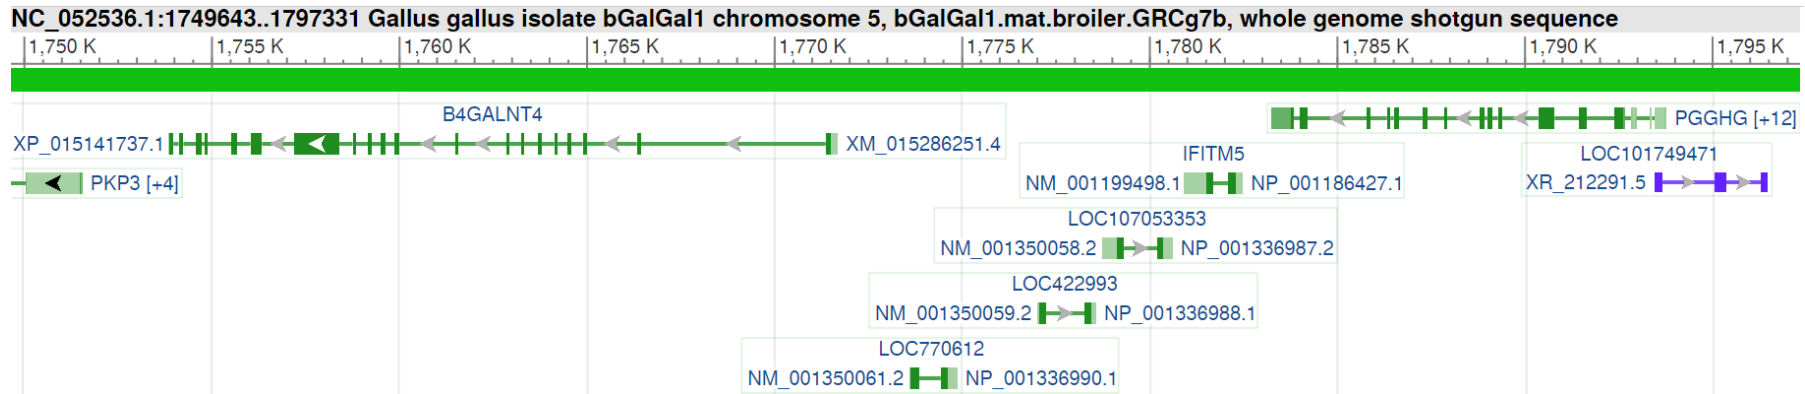 NC_052536.1:1749643..1797331 Gallus gallus isolate bGalGal1 chromosome 5, bGalGal1.mat.broiler.GRCg7b, whole genome shotgun sequence
1,750 K 1,755 K 1,760 K 1,765 K 1,770 K 1,775 K 1,780 K 1,785 K 1,790 K 1,795 K
B4GALNT4
PGGHG [+12]
XP_015141737.1 XM_015286251.4
IFITM5 LOC101749471
PKP3 [+4] NM_001199498.1 NP_001186427.1 XR_212291.5
LOC107053353
NM_001350058.2 NP_001336987.2
LOC422993
NM_001350059.2 NP_001336988.1
LOC770612
NM_001350061.2 NP_001336990.1